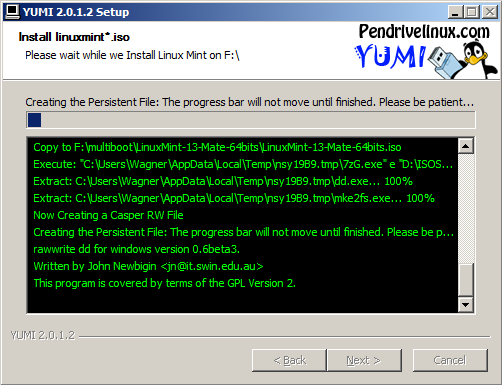 YUMI 2.0.1.2 Setup
Install linuxmint*.iso
Please wait while we Install Linux Mint on F:\
Pendrivelinux.com
YUMI
Creating the Persistent File: The progress bar will not move until finished. Please be patient...
Copy to F:\multiboot\LinuxMint-13-Mate-64bits\LinuxMint-13-Mate-64bits.iso
Execute: "C:\Users\Wagner\AppData\Local\Temp\nsy19B9.tmp\7zG.exe" e "D:\ISOS...
Extract: C:\Users\Wagner\AppData\Local\Temp\nsy19B9.tmp\dd.exe... 100%
Extract: C:\Users\Wagner\AppData\Local\Temp\nsy19B9.tmp\mke2fs.exe... 100%
Now Creating a Casper RW File
Creating the Persistent File: The progress bar will not move until finished. Please be p...
rawwrite dd for windows version 0.6beta3.
Written by John Newbigin <jn@it.swin.edu.au>
This program is covered by terms of the GPL Version 2.
YUMI 2.0.1.2
< Back
Next >
Cancel